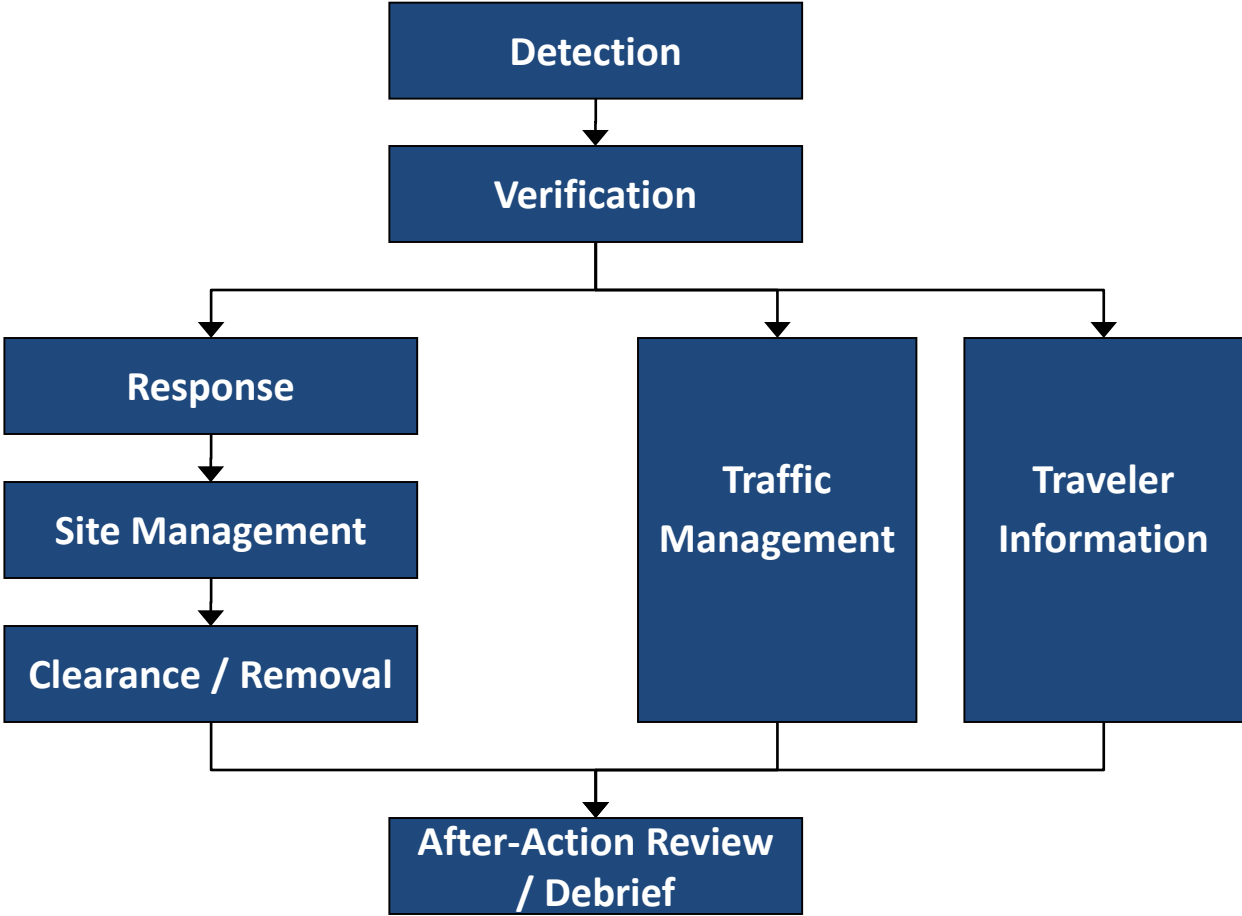 Detection
Verification
Response
Site Management
Clearance / Removal
Traffic
Management
Traveler
Information
After-Action Review
/ Debrief